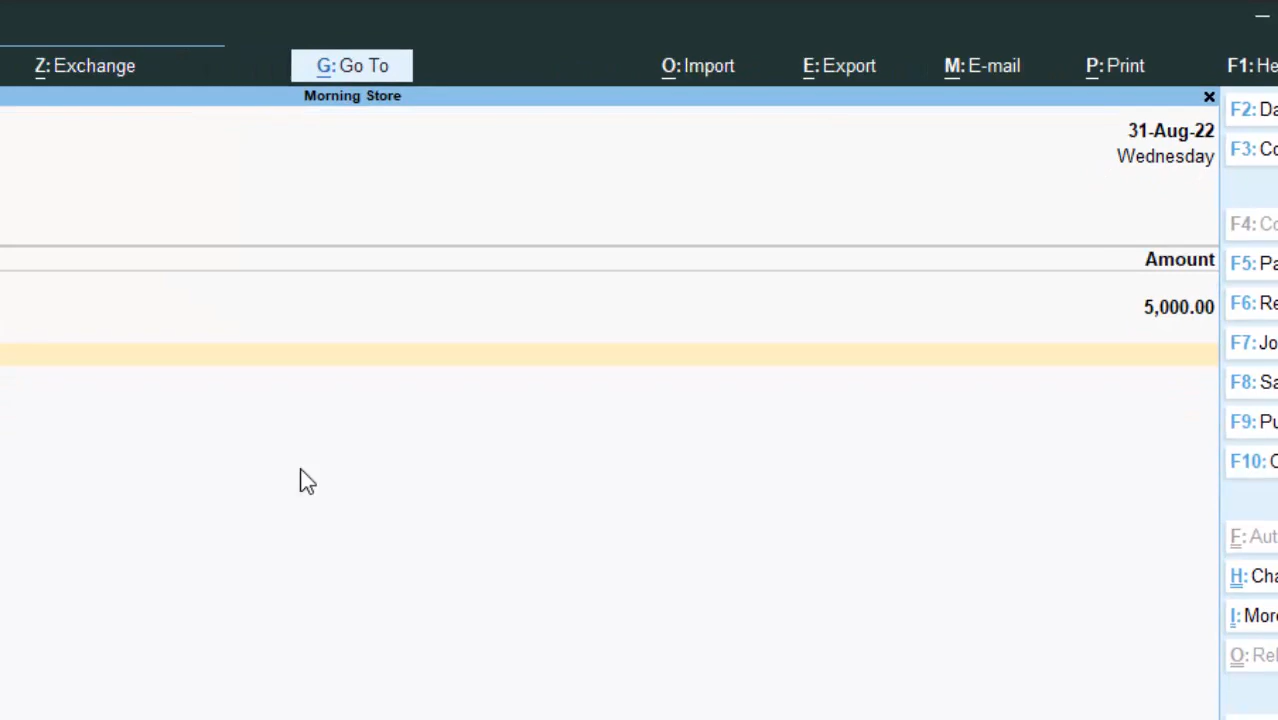 Z: Exchange G: Go To O: Import E: Export M: E-mail P: Print F1: He
Morning Store
31-Aug-22
Wednesday
Amount
5,000.00
F2: Da
F3: Co
F4: Co
F5: Pa
F6: Re
F7: Jo
F8: Sa
F9: Pu
F10:
F: Aut
H: Cha
I: More
O: Rel